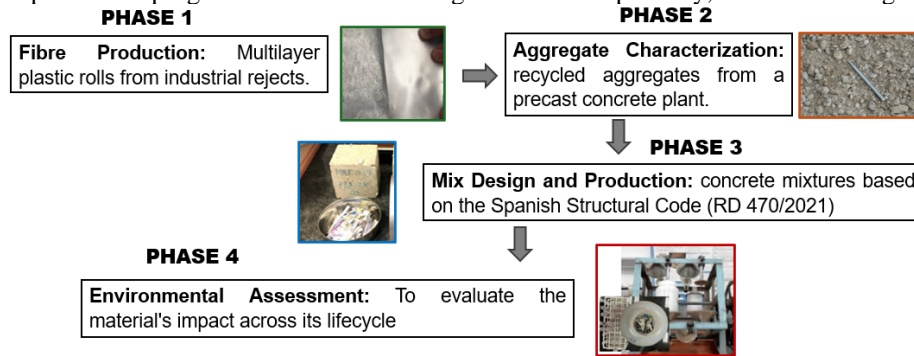 PHASE 1
PHASE 2
Fibre Production: Multilayer
plastic rolls from industrial rejects.
Aggregate Characterization:
recycled aggregates from a
precast concrete plant.
PHASE 3
Mix Design and Production: concrete mixtures based
on the Spanish Structural Code (RD 470/2021)
PHASE 4
Environmental Assessment: To evaluate the
material's impact across its lifecycle